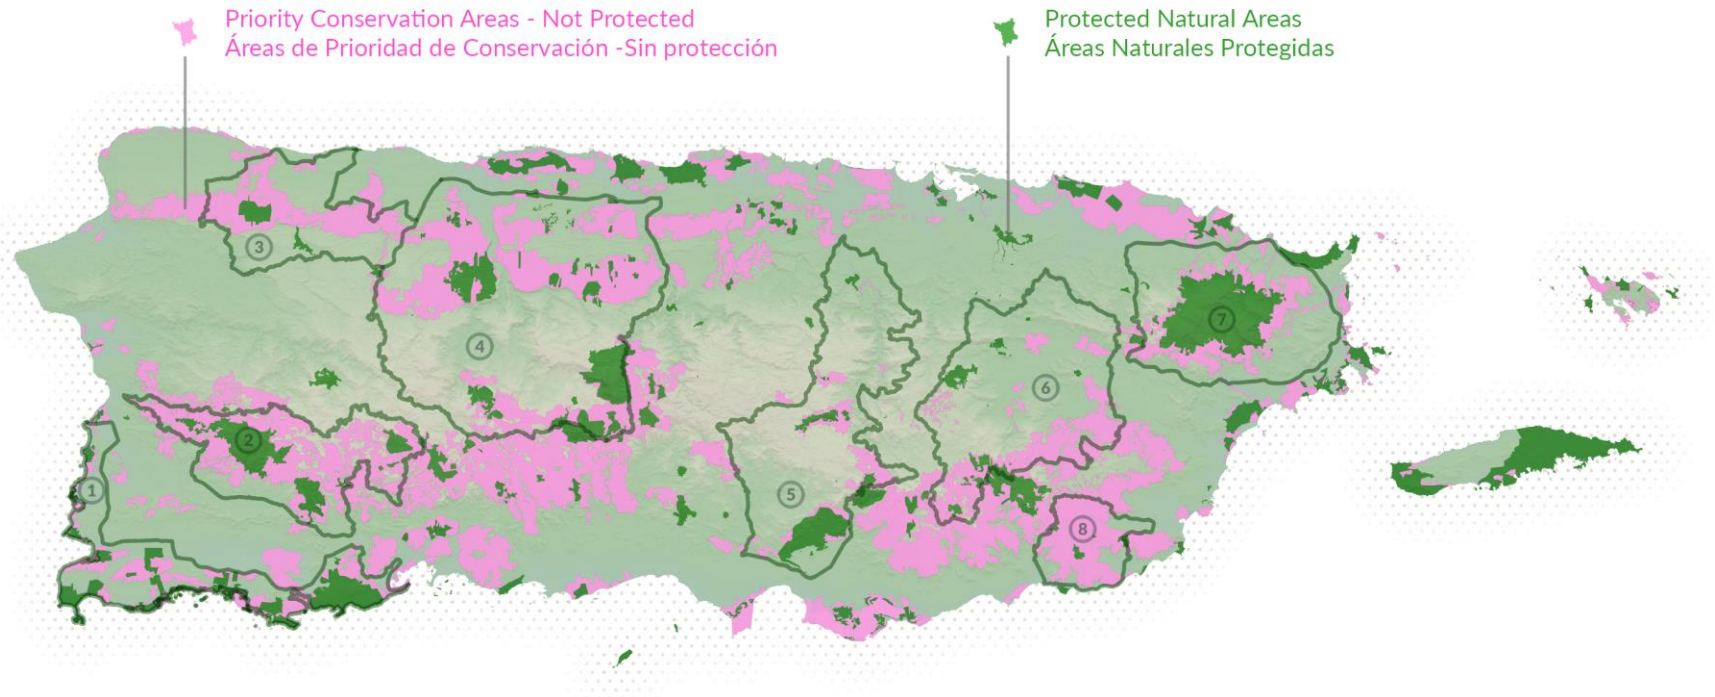 Priority Conservation Areas - Not Protected
Áreas de Prioridad de Conservación -Sin protección
Protected Natural Areas
Áreas Naturales Protegidas
3
7
4
6
2
1
5
8